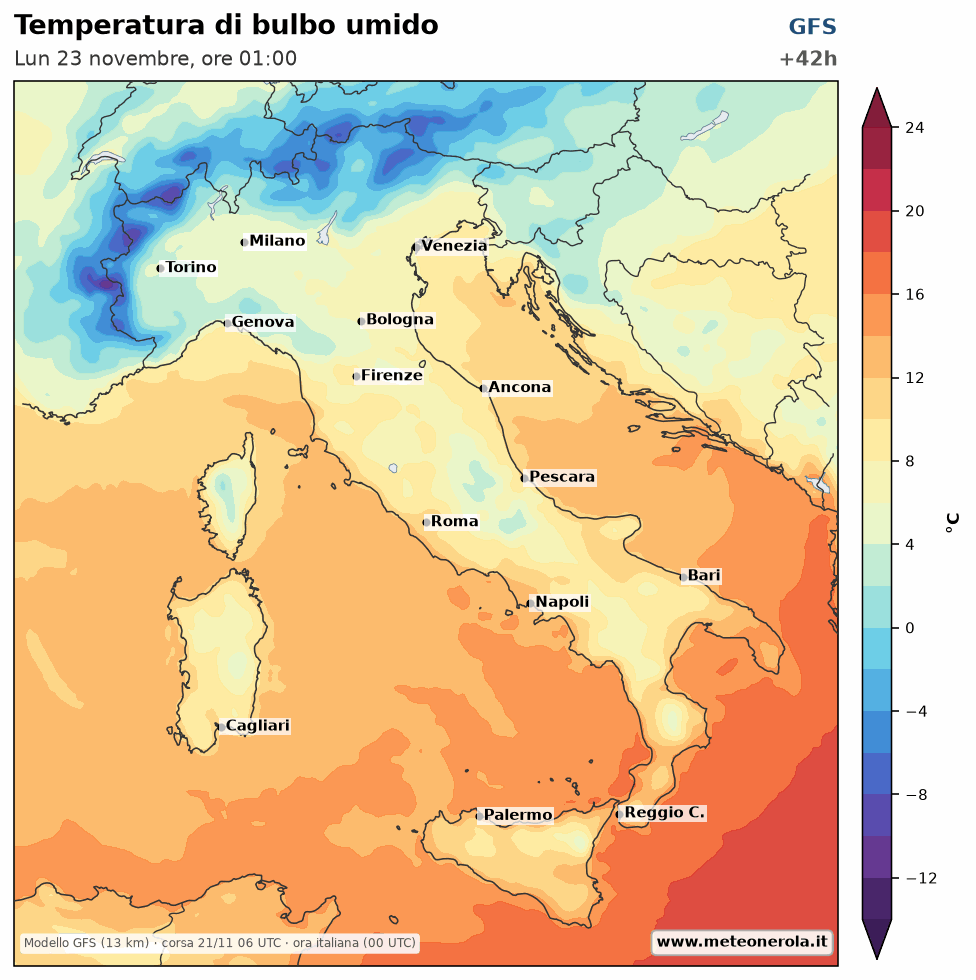 Temperatura di bulbo umido
GFS
Lun 23 novembre, ore 01:00
+42h
Milano
Venezia
Torino
Genova
Bologna
Firenze
Ancona
Pescara
Roma
Bari
Napoli
Cagliari
Palermo
Reggio C.
24
20
16
12
8
4
0
−4
−8
−12
°C
Modello GFS (13 km) · corsa 21/11 06 UTC · ora italiana (00 UTC)
www.meteonerola.it